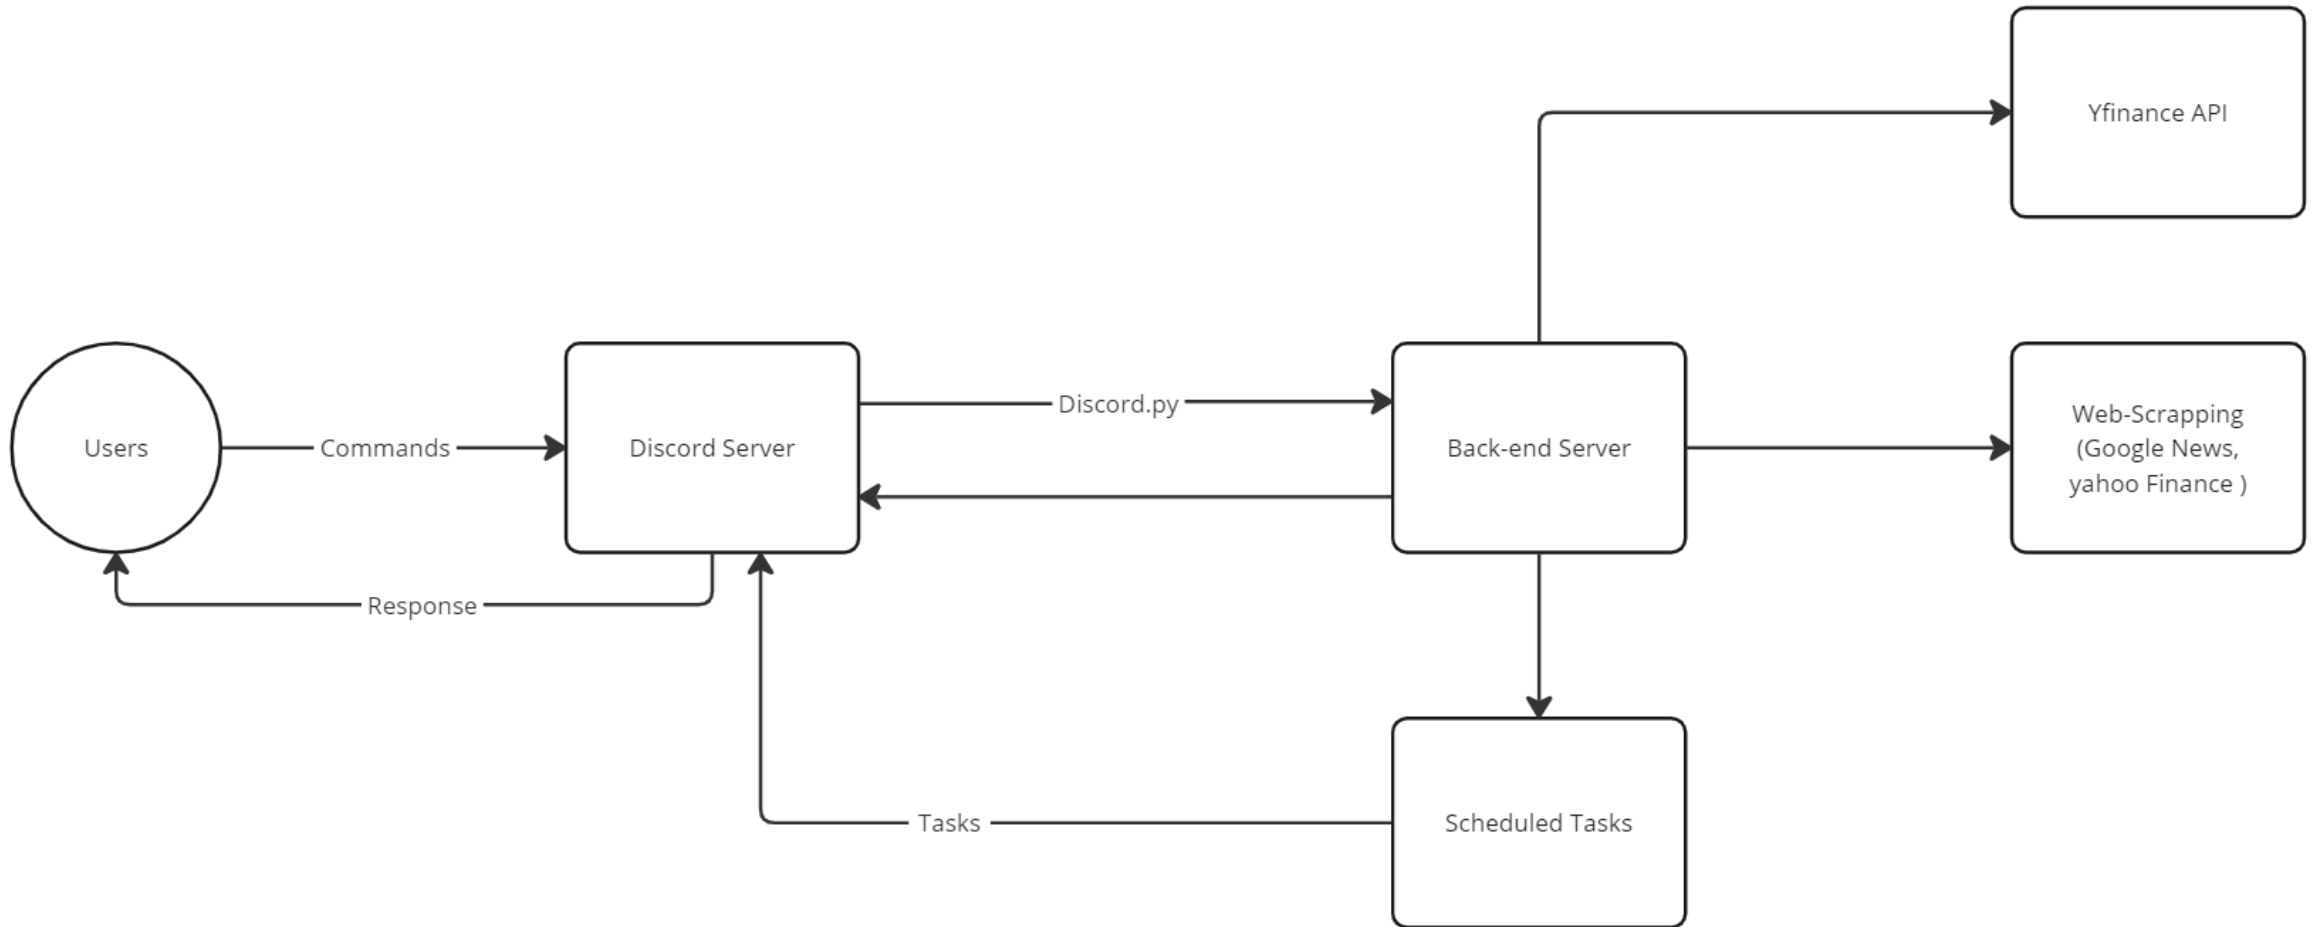 Yfinance API
Users
Commands
Discord Server
Discord.py
Back-end Server
Web-Scrapping
(Google News,
yahoo Finance )
Response
Tasks
Scheduled Tasks